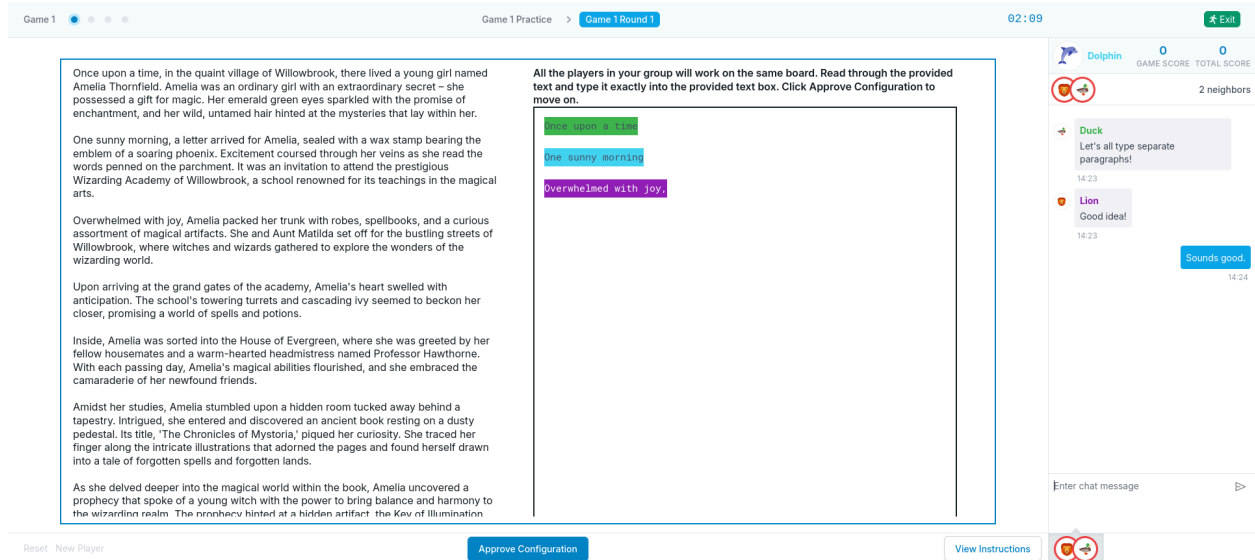 Game 1
Game 1 Practice > Game 1 Round 1
02:09
Exit
Once upon a time, in the quaint village of Willowbrook, there lived a young girl named
Amelia Thornfield. Amelia was an ordinary girl with an extraordinary secret – she
possessed a gift for magic. Her emerald green eyes sparkled with the promise of
enchantment, and her wild, untamed hair hinted at the mysteries that lay within her.
One sunny morning, a letter arrived for Amelia, sealed with a wax stamp bearing the
emblem of a soaring phoenix. Excitement coursed through her veins as she read the
words penned on the parchment. It was an invitation to attend the prestigious
Wizarding Academy of Willowbrook, a school renowned for its teachings in the magical
arts.
Overwhelmed with joy, Amelia packed her trunk with robes, spellbooks, and a curious
assortment of magical artifacts. She and Aunt Matilda set off for the bustling streets of
Willowbrook, where witches and wizards gathered to explore the wonders of the
wizarding world.
Upon arriving at the grand gates of the academy, Amelia's heart swelled with
anticipation. The school's towering turrets and cascading ivy seemed to beckon her
closer, promising a world of spells and potions.
Inside, Amelia was sorted into the House of Evergreen, where she was greeted by her
fellow housemates and a warm-hearted headmistress named Professor Hawthorne.
With each passing day, Amelia's magical abilities flourished, and she embraced the
camaraderie of her newfound friends.
Amidst her studies, Amelia stumbled upon a hidden room tucked away behind a
tapestry. Intrigued, she entered and discovered an ancient book resting on a dusty
pedestal. Its title, 'The Chronicles of Mystoria,' piqued her curiosity. She traced her
finger along the intricate illustrations that adorned the pages and found herself drawn
into a tale of forgotten spells and forgotten lands.
As she delved deeper into the magical world within the book, Amelia uncovered a
prophecy that spoke of a young witch with the power to bring balance and harmony to
the wizarding realm. The prophecy hinted at a hidden artifact, the Key of Illumination
All the players in your group will work on the same board. Read through the provided
text and type it exactly into the provided text box. Click Approve Configuration to
move on.
Once upon a time
One sunny morning
Overwhelmed with joy,
Dolphin
0
GAME SCORE
0
TOTAL SCORE
2 neighbors
Duck
Let's all type separate
paragraphs!
14:23
Lion
Good idea!
14:23
Sounds good.
14:24
Enter chat message
Reset New Player
Approve Configuration
View Instructions